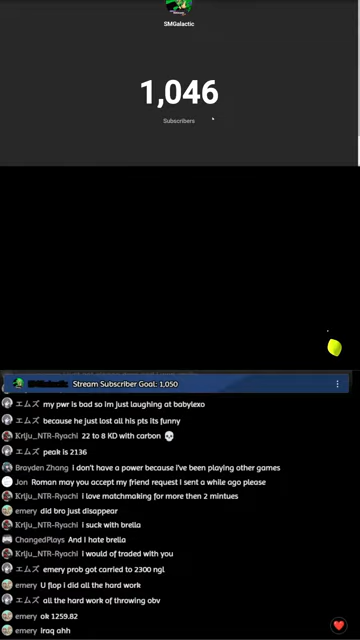 SMGalactic
1,046
Subscribers
SMGalactic Stream Subscriber Goal: 1,050
エムズ my pwr is bad so im just laughing at babylexo
エムズ because he just lost all his pts its funny
Krlju_NTR-Ryachi 22 to 8 KD with carbon 💀
エムズ peak is 2136
Brayden Zhang i don't have a power because i've been playing other games
Jon Roman may you accept my friend request i sent a while ago please
Krlju_NTR-Ryachi i love matchmaking for more then 2 mintues
emery did bro just disappear
Krlju_NTR-Ryachi i suck with brella
ChangedPlays And I hate brella
Krlju_NTR-Ryachi i would of traded with you
エムズ emery prob got carried to 2300 ngl
emery U flop i did all the hard work
エムズ all the hard work of throwing obv
emery ok 1259.82
emery Iraq ahh